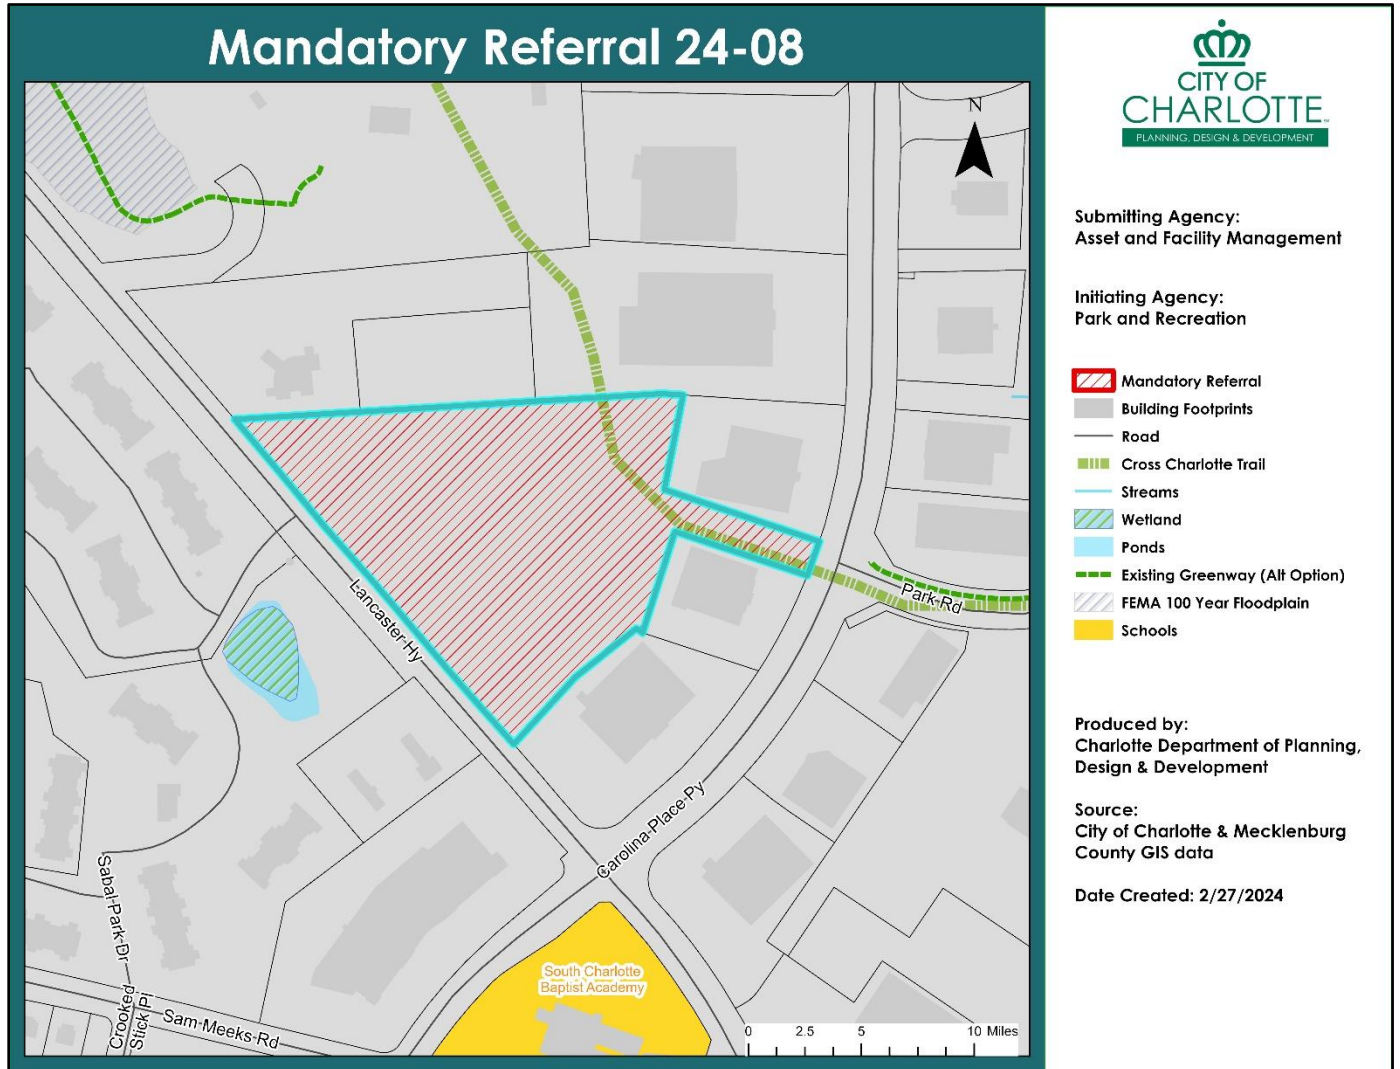 Mandatory Referral 24-08
N
Lancaster-Hy
Park Rd
Carolina-Place-Py
Sabal-Park-Dr
Crooked
Stick Pl
Sam-Meeks-Rd
South Charlotte
Baptist Academy
0 2.5 5 10 Miles
CITY OF
CHARLOTTE
PLANNING, DESIGN & DEVELOPMENT
Submitting Agency:
Asset and Facility Management
Initiating Agency:
Park and Recreation
Mandatory Referral
Building Footprints
Road
Cross Charlotte Trail
Streams
Wetland
Ponds
Existing Greenway (Alt Option)
FEMA 100 Year Floodplain
Schools
Produced by:
Charlotte Department of Planning,
Design & Development
Source:
City of Charlotte & Mecklenburg
County GIS data
Date Created: 2/27/2024